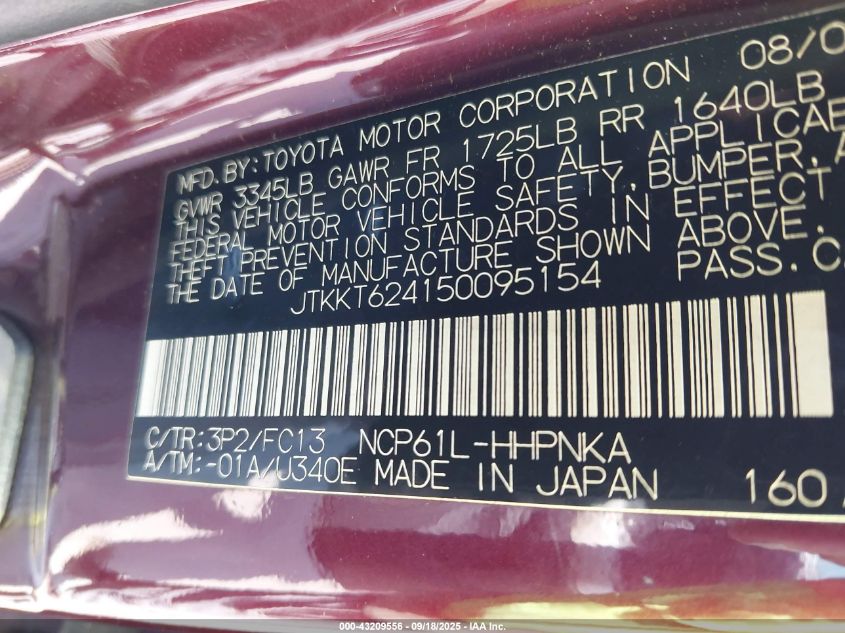 MFD. BY: TOYOTA MOTOR CORPORATION 08/0
GVWR 3345LB GAWR FR 1725LB RR 1640LB
THIS VEHICLE CONFORMS TO ALL APPLICAB
FEDERAL MOTOR VEHICLE SAFETY, BUMPER, A
THEFT PREVENTION STANDARDS IN EFFECT
THE DATE OF MANUFACTURE SHOWN ABOVE.
JTKKT624150095154 PASS. C
C/TR: 3P2/FC13 NCP61L-HHPNKA
A/TM: -01A/U340E MADE IN JAPAN 160
000-43209556 - 09/18/2025 - IAA Inc.